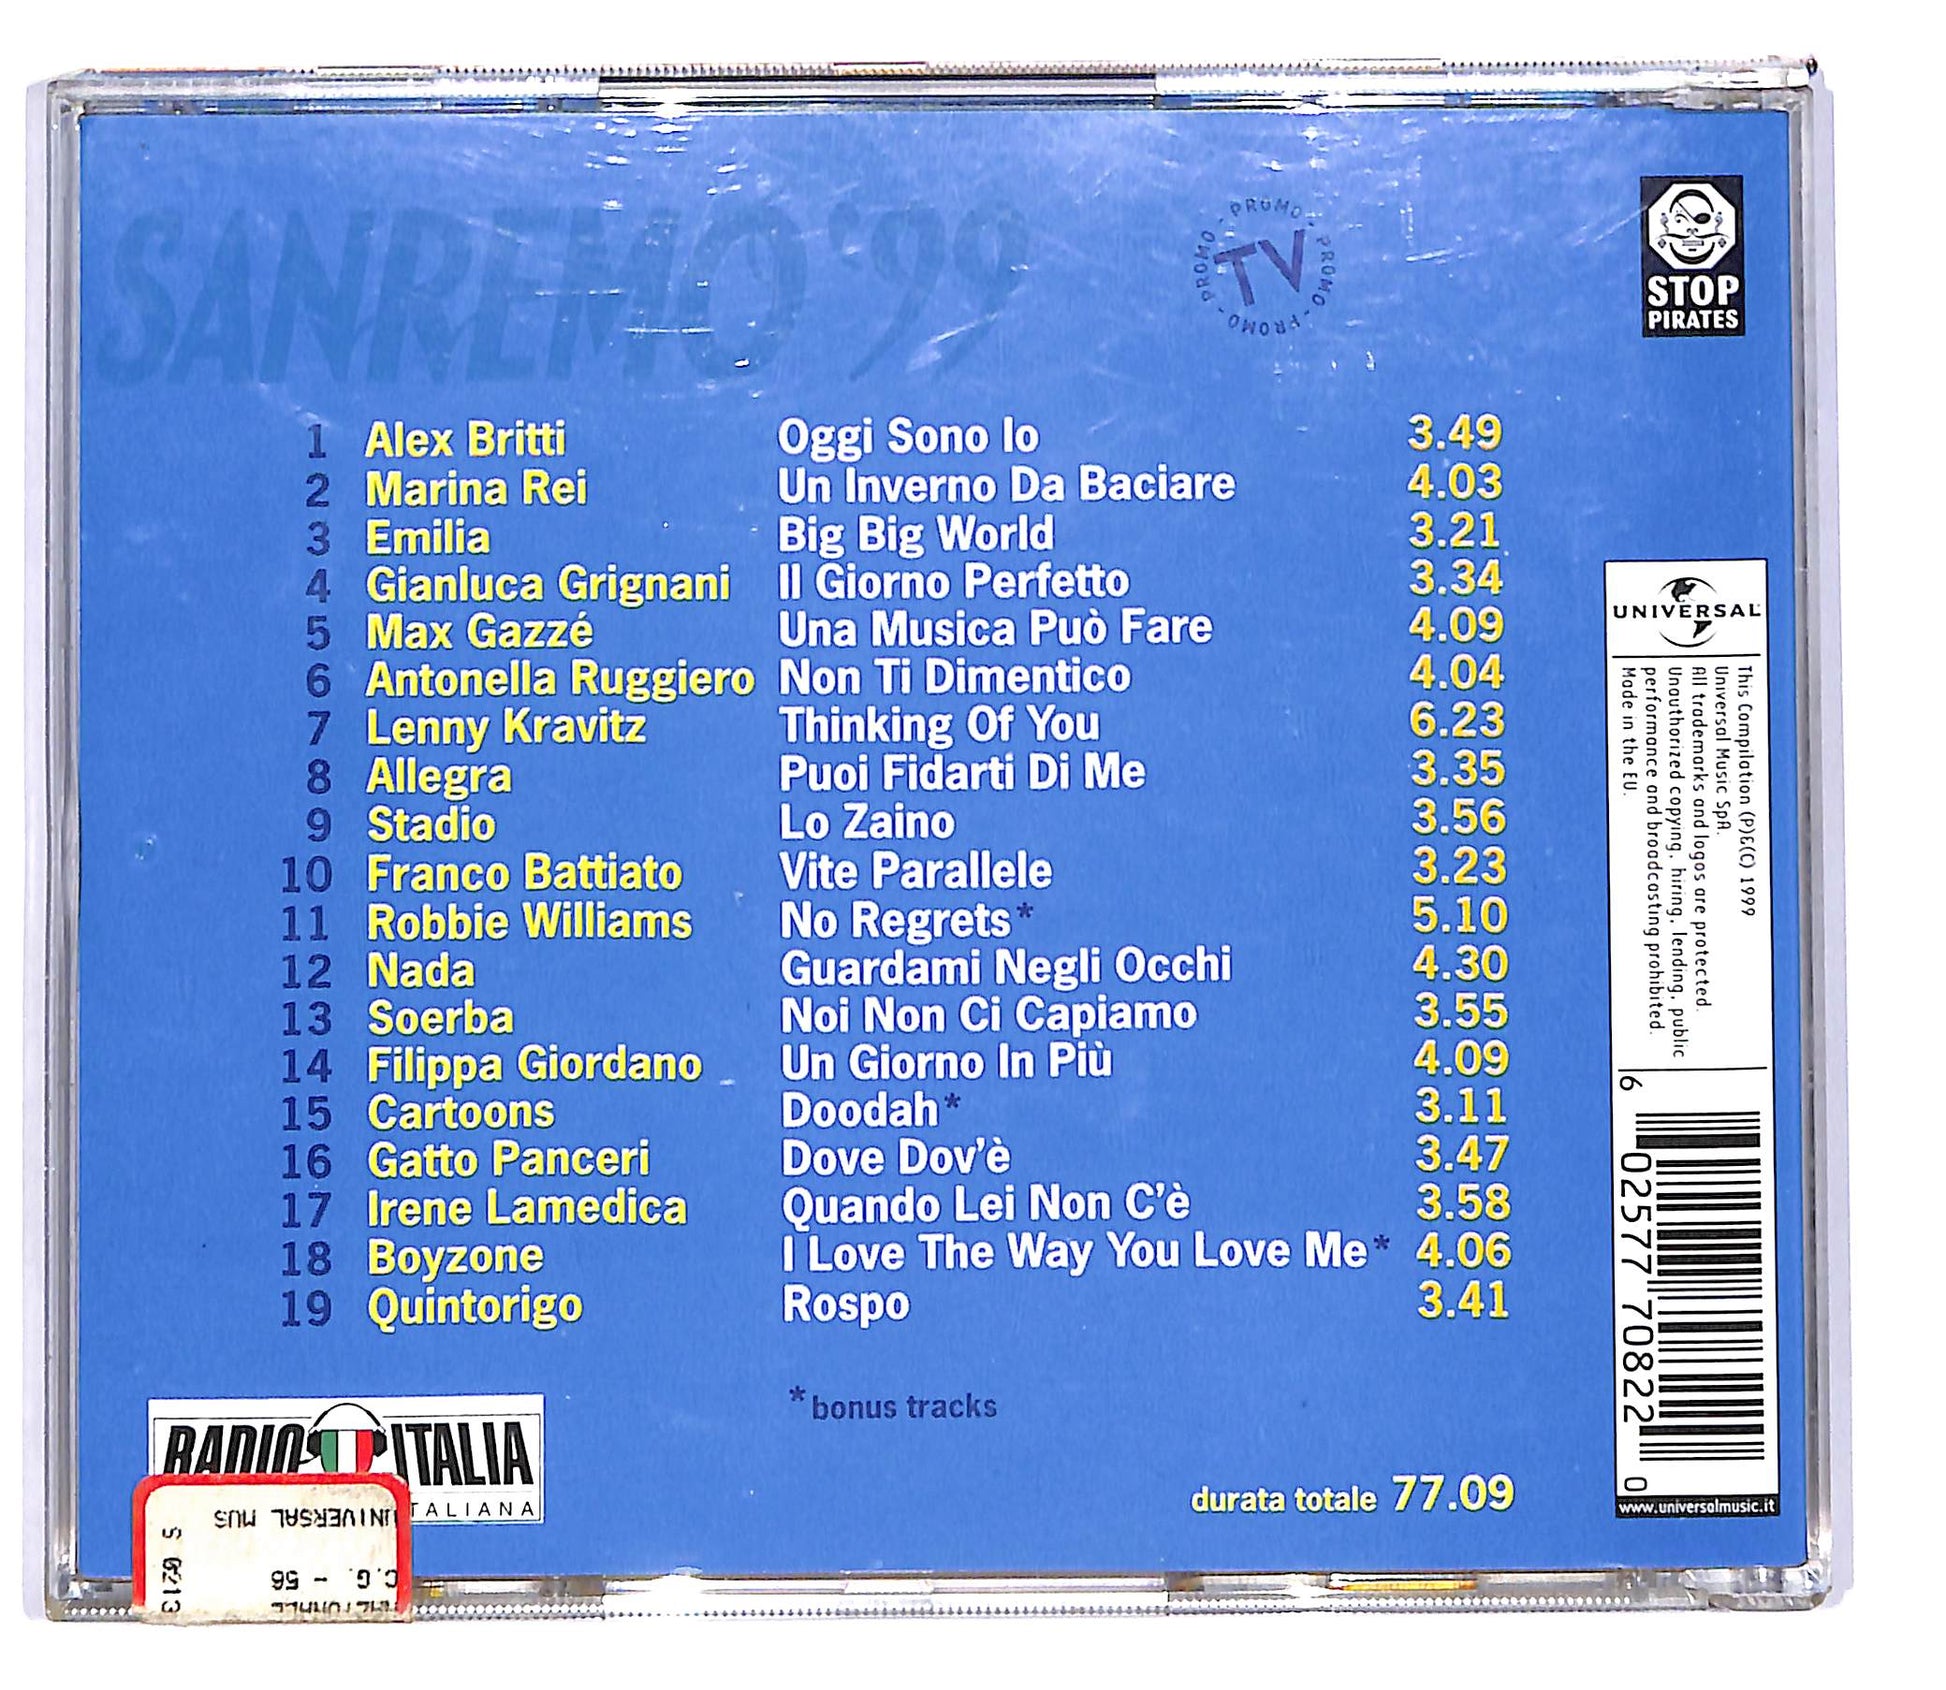 SANREMO '99
PROMO - PROMO - PROMO - PROMO -
TV
STOP
PIRATES
1 Alex Britti Oggi Sono Io 3.49
2 Marina Rei Un Inverno Da Baciare 4.03
3 Emilia Big Big World 3.21
4 Gianluca Grignani Il Giorno Perfetto 3.34
5 Max Gazzé Una Musica Può Fare 4.09
6 Antonella Ruggiero Non Ti Dimentico 4.04
7 Lenny Kravitz Thinking Of You 6.23
8 Allegra Puoi Fidarti Di Me 3.35
9 Stadio Lo Zaino 3.56
10 Franco Battiato Vite Parallele 3.23
11 Robbie Williams No Regrets* 5.10
12 Nada Guardami Negli Occhi 4.30
13 Soerba Noi Non Ci Capiamo 3.55
14 Filippa Giordano Un Giorno In Più 4.09
15 Cartoons Doodah* 3.11
16 Gatto Panceri Dove Dov'è 3.47
17 Irene Lamedica Quando Lei Non C'è 3.58
18 Boyzone I Love The Way You Love Me* 4.06
19 Quintorigo Rospo 3.41
*bonus tracks
durata totale 77.09
RADIO ITALIA
ITALIANA
UNIVERSAL MUS
C.G. - 56
S 0213
UNIVERSAL
This Compilation (P)&(C) 1999
Universal Music SpA.
All trademarks and logos are protected.
Unauthorized copying, hiring, lending, public
performance and broadcasting prohibited.
Made in the EU.
6 02577 70822 0
www.universalmusic.it